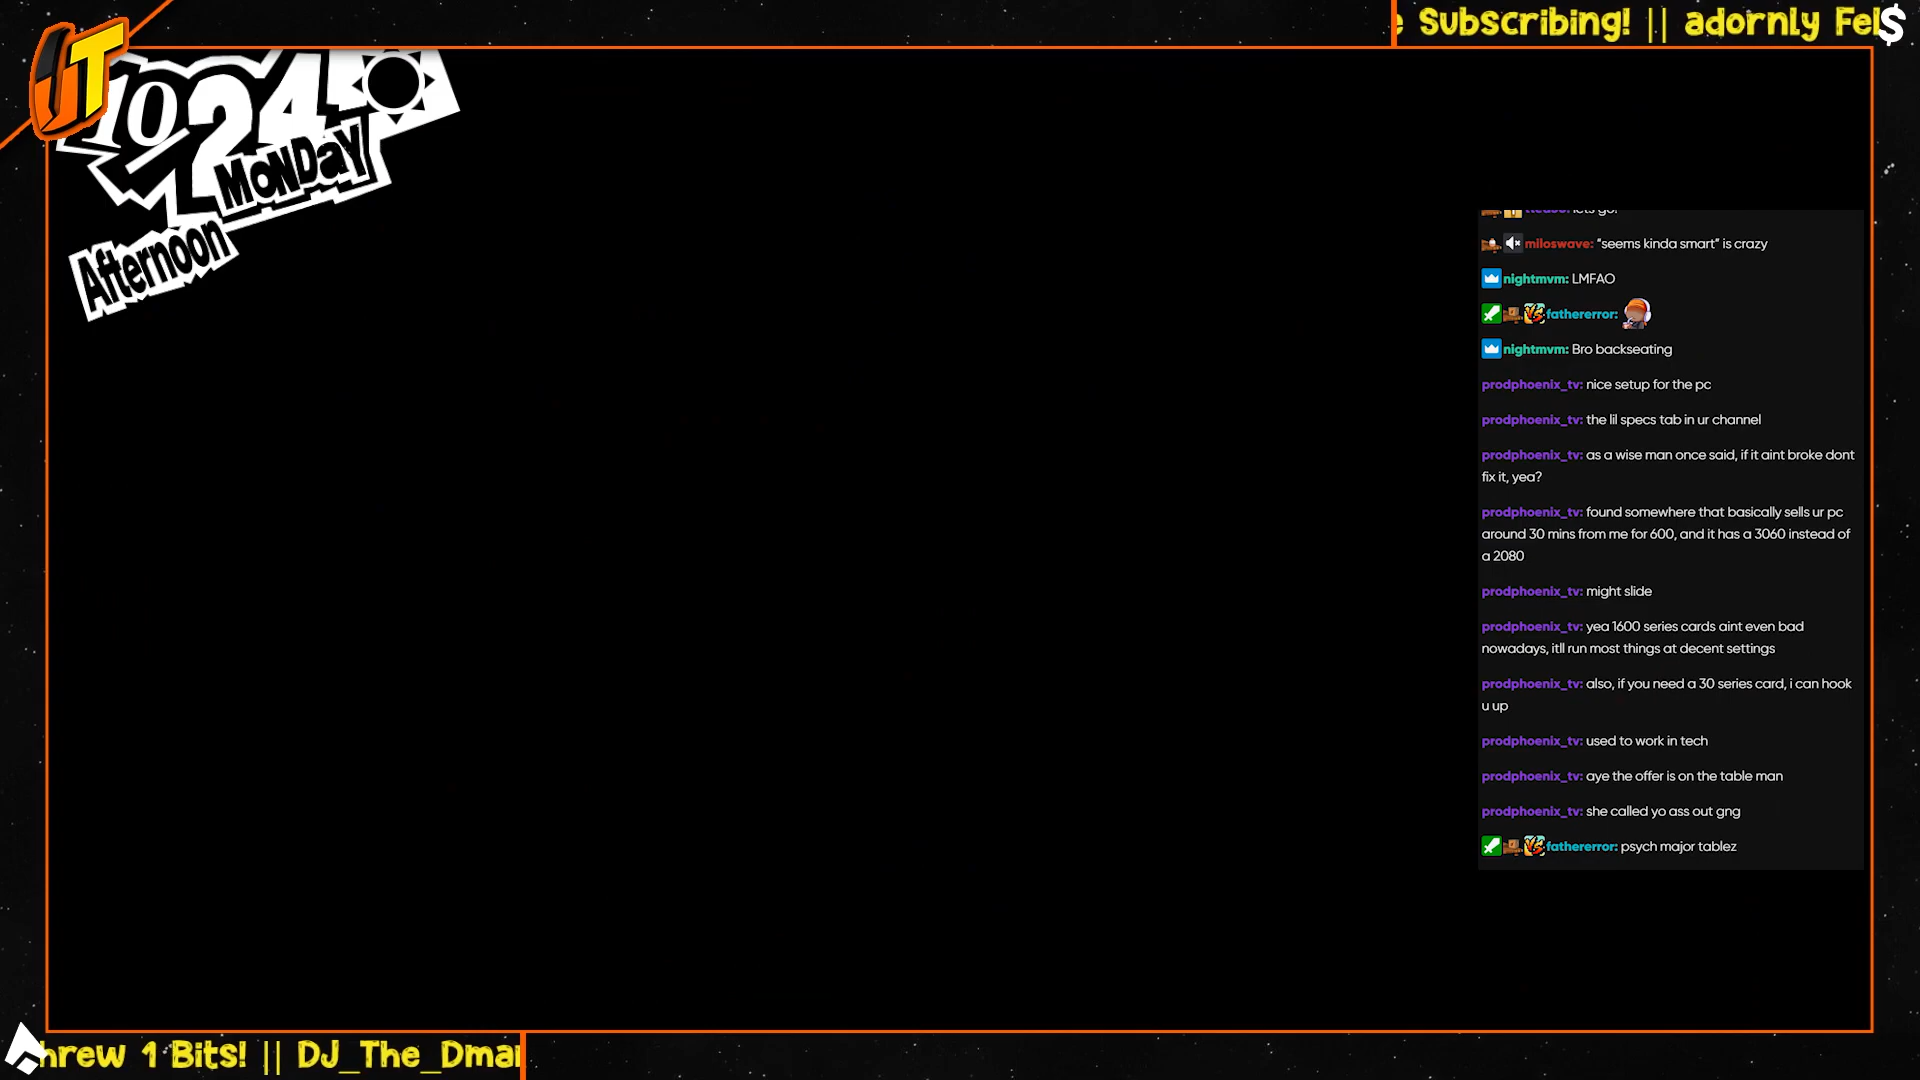 Subscribing! || adornly Fel$
JT
10/24
MONDaY
Afternoon
lets go!
miloswave: “seems kinda smart” is crazy
nightmvm: LMFAO
fathererror:
nightmvm: Bro backseating
prodphoenix_tv: nice setup for the pc
prodphoenix_tv: the lil specs tab in ur channel
prodphoenix_tv: as a wise man once said, if it aint broke dont
fix it, yea?
prodphoenix_tv: found somewhere that basically sells ur pc
around 30 mins from me for 600, and it has a 3060 instead of
a 2080
prodphoenix_tv: might slide
prodphoenix_tv: yea 1600 series cards aint even bad
nowadays, itll run most things at decent settings
prodphoenix_tv: also, if you need a 30 series card, i can hook
u up
prodphoenix_tv: used to work in tech
prodphoenix_tv: aye the offer is on the table man
prodphoenix_tv: she called yo ass out gng
fathererror: psych major tablez
hrew 1 Bits! || DJ_The_Dma